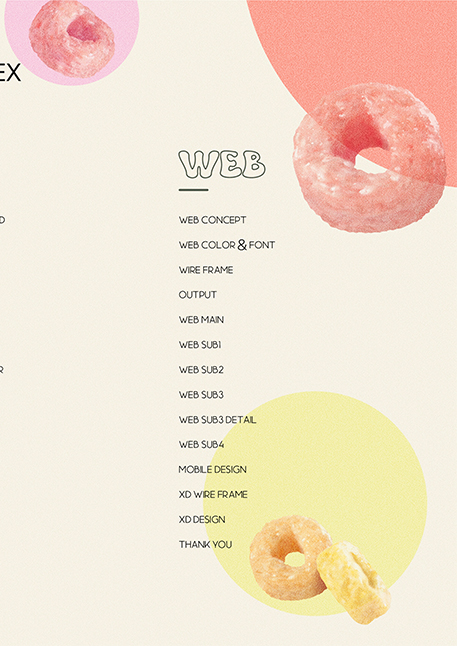 EX
WEB
D
WEB CONCEPT
WEB COLOR & FONT
WIRE FRAME
OUTPUT
WEB MAIN
WEB SUB1
WEB SUB2
R
WEB SUB3
WEB SUB3 DETAIL
WEB SUB4
MOBILE DESIGN
XD WIRE FRAME
XD DESIGN
THANK YOU